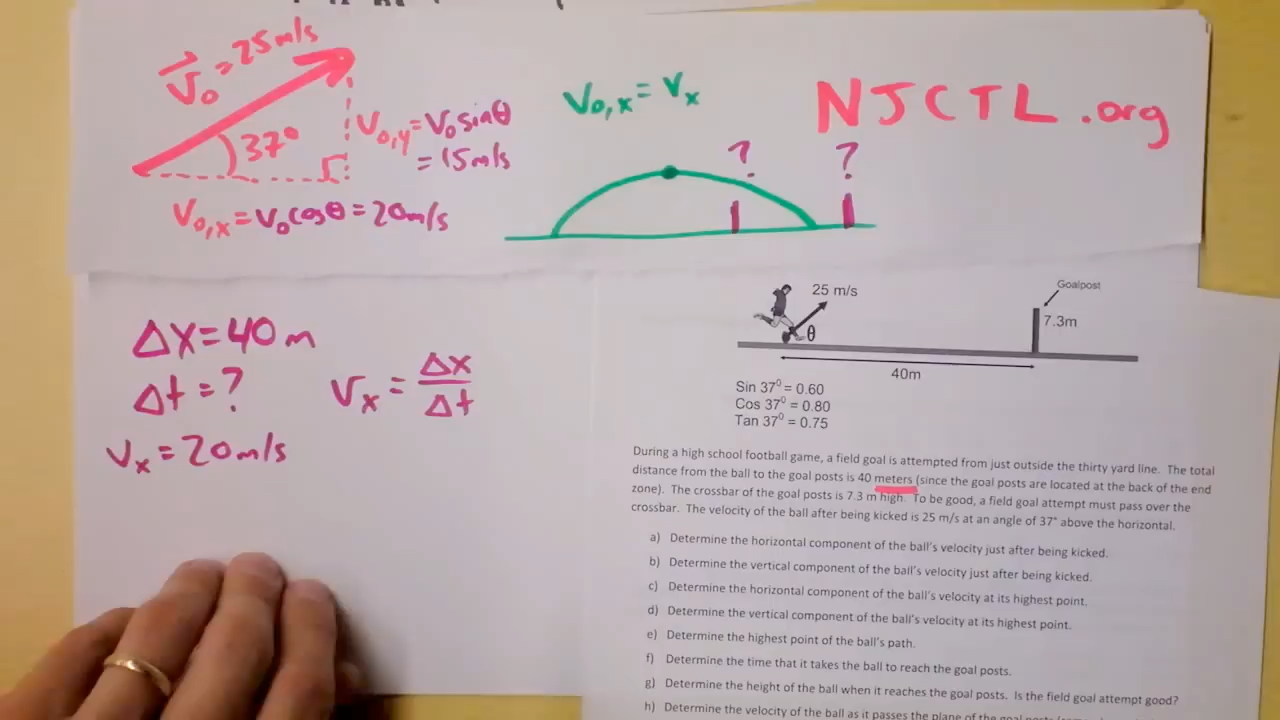 V₀ = 25m/s
37°
V₀,y = V₀ sinθ
= 15m/s
V₀,x = V₀ cosθ = 20m/s
V₀,x = Vx
? ?
NJCTL.org
Δx = 40m
Δt = ?
Vx = Δx/Δt
Vx = 20m/s
25 m/s
θ
Goalpost
7.3m
40m
Sin 37⁰ = 0.60
Cos 37⁰ = 0.80
Tan 37⁰ = 0.75
During a high school football game, a field goal is attempted from just outside the thirty yard line. The total
distance from the ball to the goal posts is 40 meters (since the goal posts are located at the back of the end
zone). The crossbar of the goal posts is 7.3 m high. To be good, a field goal attempt must pass over the
crossbar. The velocity of the ball after being kicked is 25 m/s at an angle of 37° above the horizontal.
a) Determine the horizontal component of the ball's velocity just after being kicked.
b) Determine the vertical component of the ball's velocity just after being kicked.
c) Determine the horizontal component of the ball's velocity at its highest point.
d) Determine the vertical component of the ball's velocity at its highest point.
e) Determine the highest point of the ball's path.
f) Determine the time that it takes the ball to reach the goal posts.
g) Determine the height of the ball when it reaches the goal posts. Is the field goal attempt good?
h) Determine the velocity of the ball as it passes the plane of the goal posts